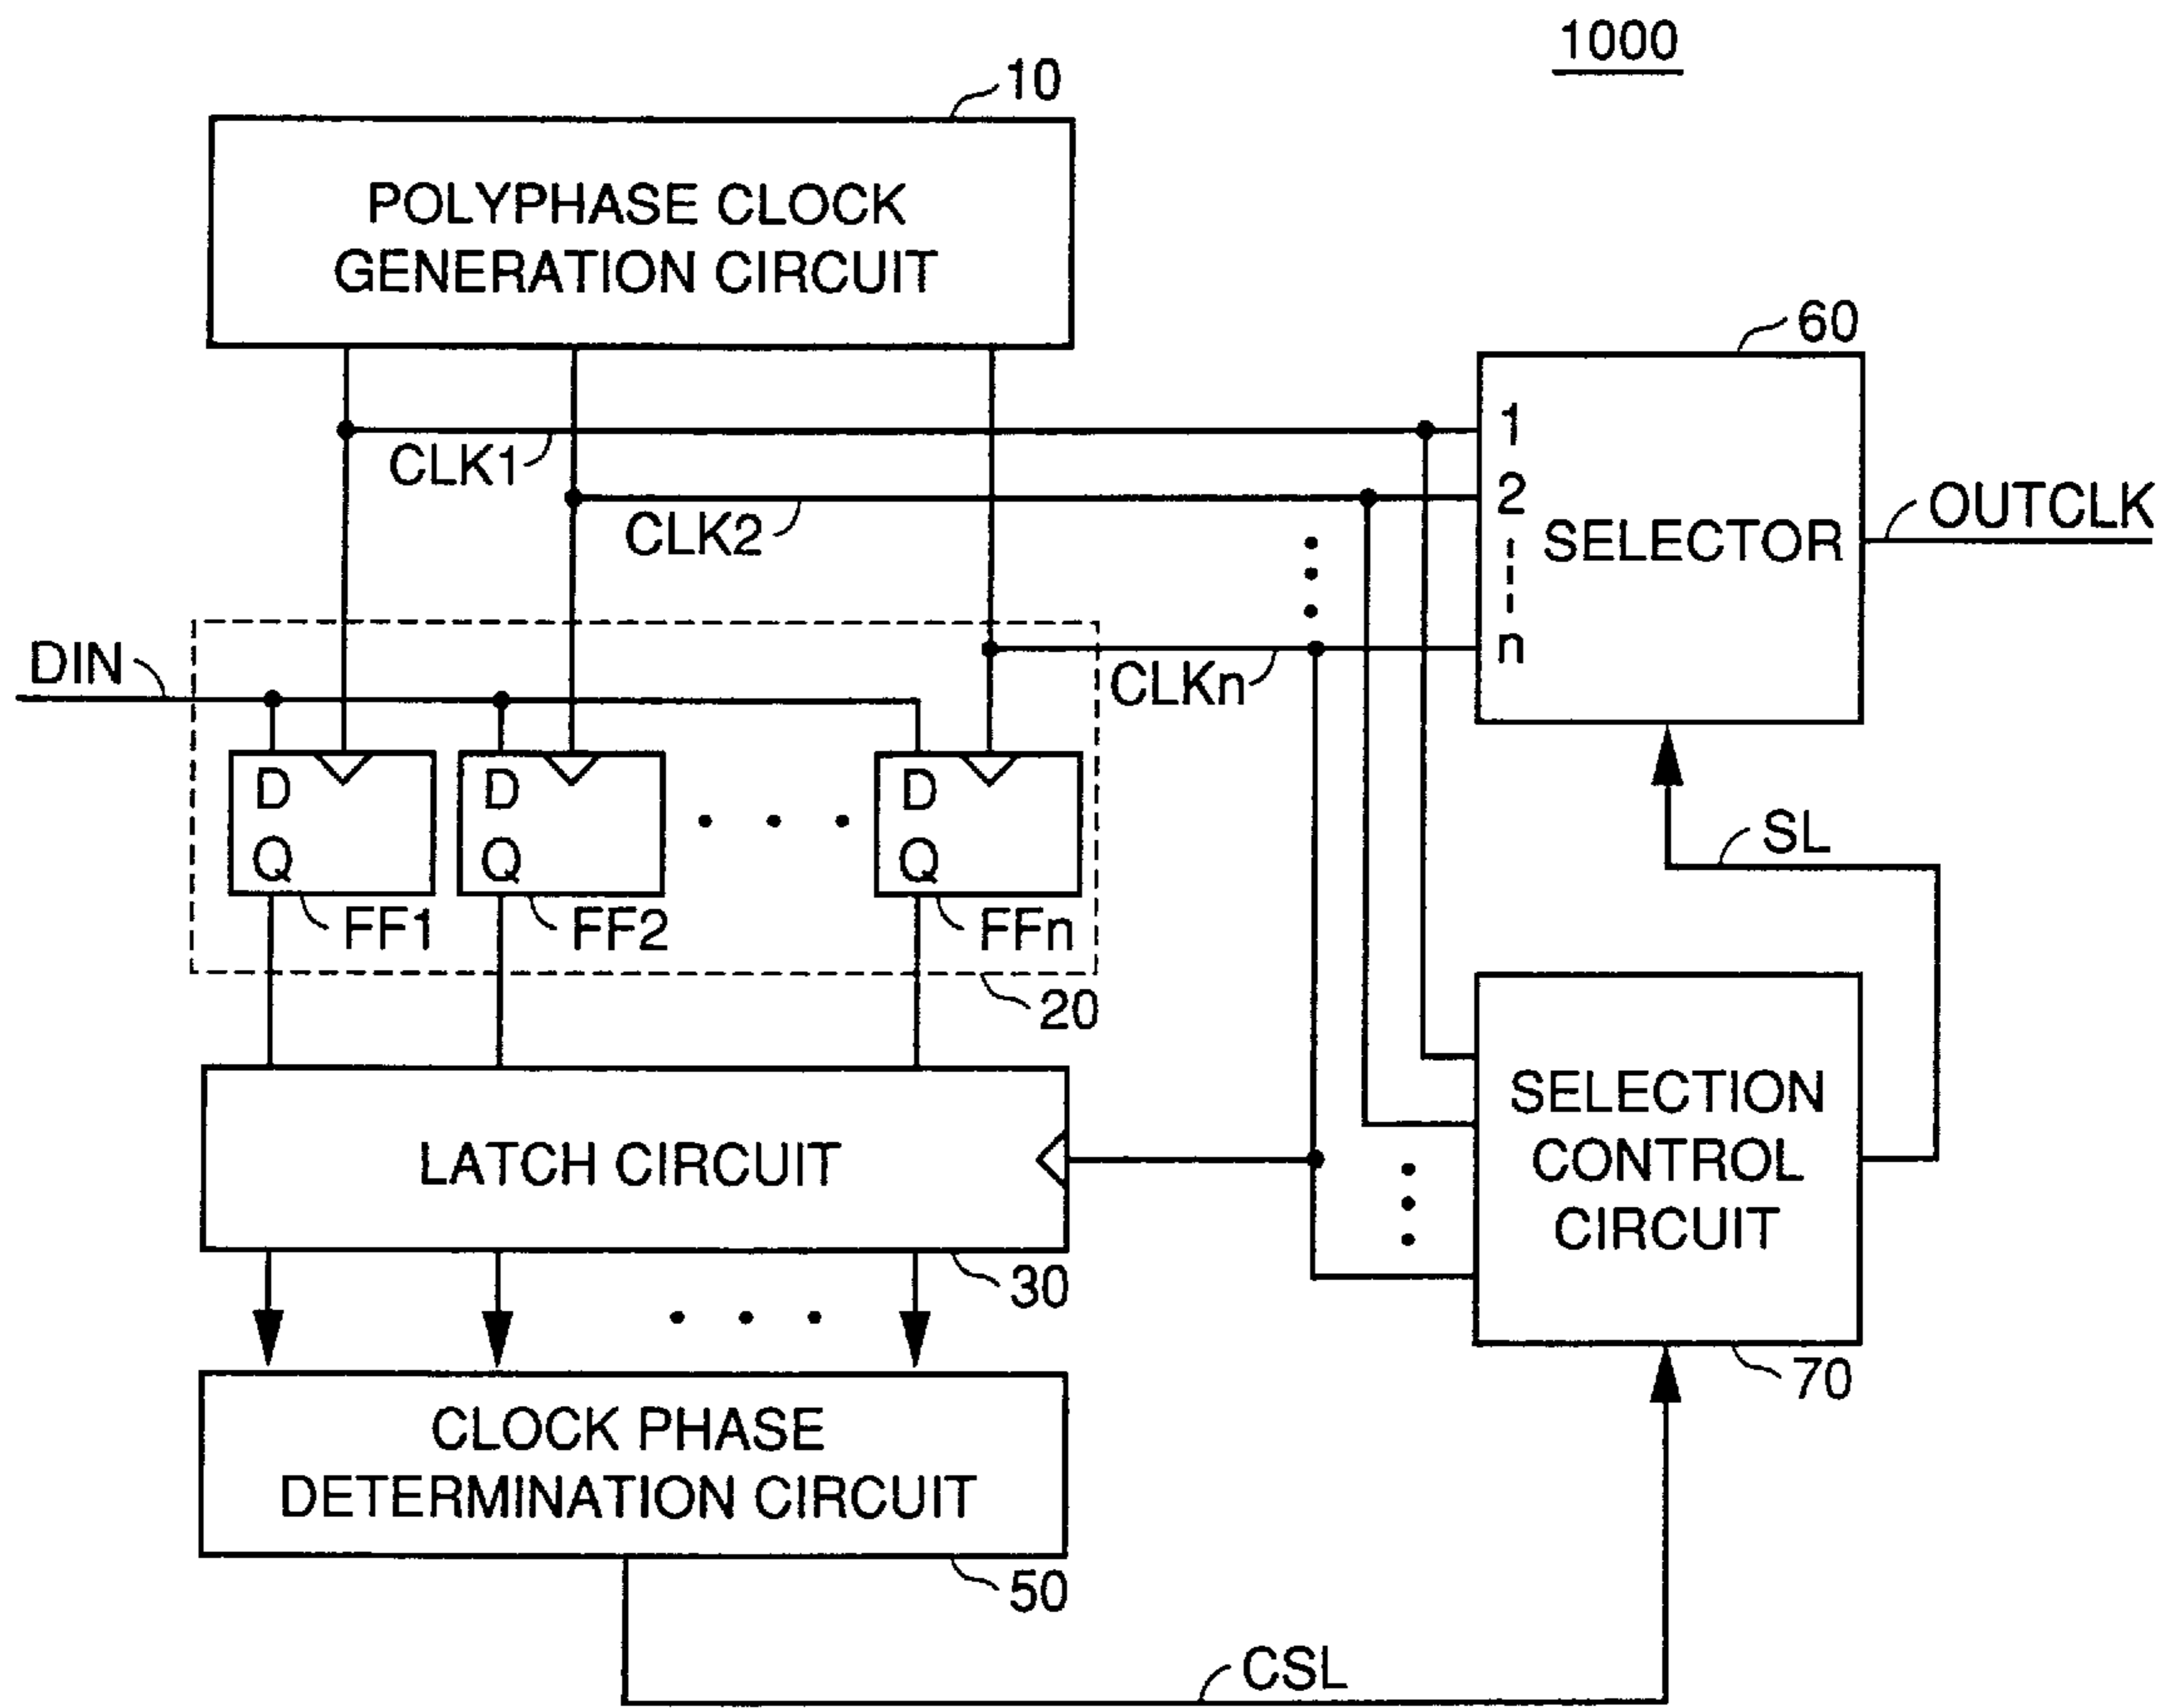 1000
10
POLYPHASE CLOCK
GENERATION CIRCUIT
60
1
CLK1
2
CLK2
SELECTOR
OUTCLK
n
DIN
CLKn
D
D
D
Q
Q
Q
SL
FF1
FF2
FFn
20
SELECTION
CONTROL
CIRCUIT
LATCH CIRCUIT
30
70
CLOCK PHASE
DETERMINATION CIRCUIT
50
CSL